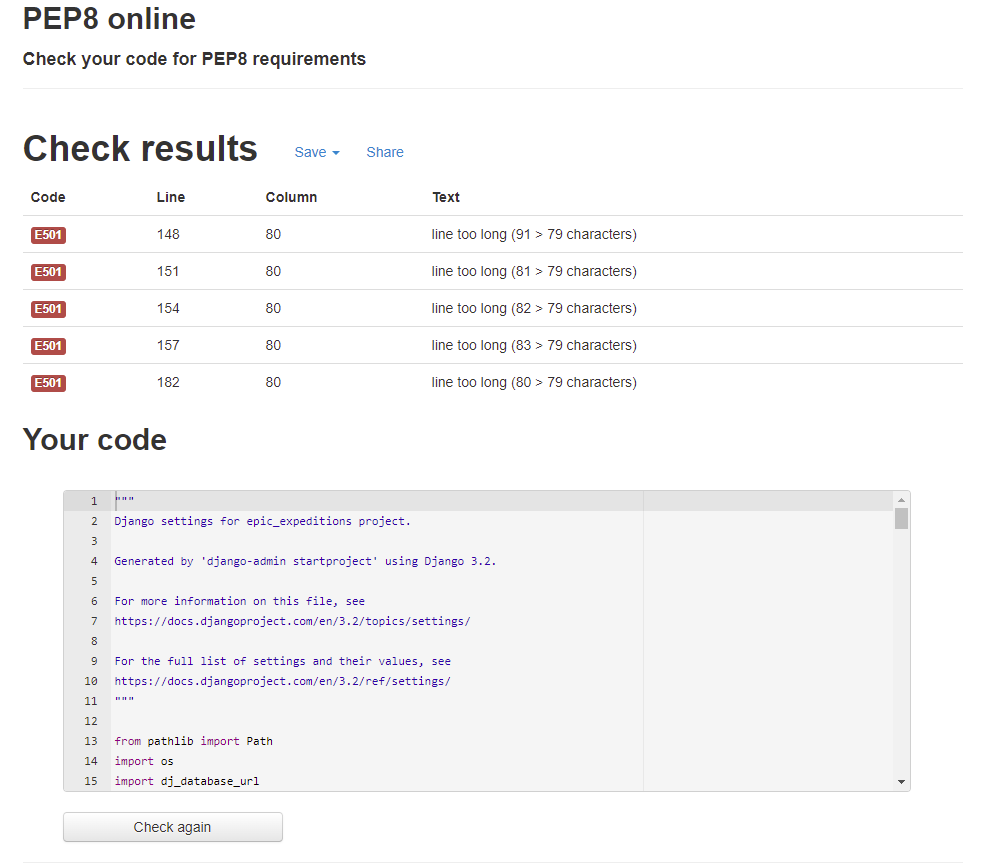 PEP8 online
Check your code for PEP8 requirements
Check results Save Share
Code Line Column Text
E501 148 80 line too long (91 > 79 characters)
E501 151 80 line too long (81 > 79 characters)
E501 154 80 line too long (82 > 79 characters)
E501 157 80 line too long (83 > 79 characters)
E501 182 80 line too long (80 > 79 characters)
Your code
1 """
2 Django settings for epic_expeditions project.
3
4 Generated by 'django-admin startproject' using Django 3.2.
5
6 For more information on this file, see
7 https://docs.djangoproject.com/en/3.2/topics/settings/
8
9 For the full list of settings and their values, see
10 https://docs.djangoproject.com/en/3.2/ref/settings/
11 """
12
13 from pathlib import Path
14 import os
15 import dj_database_url
Check again